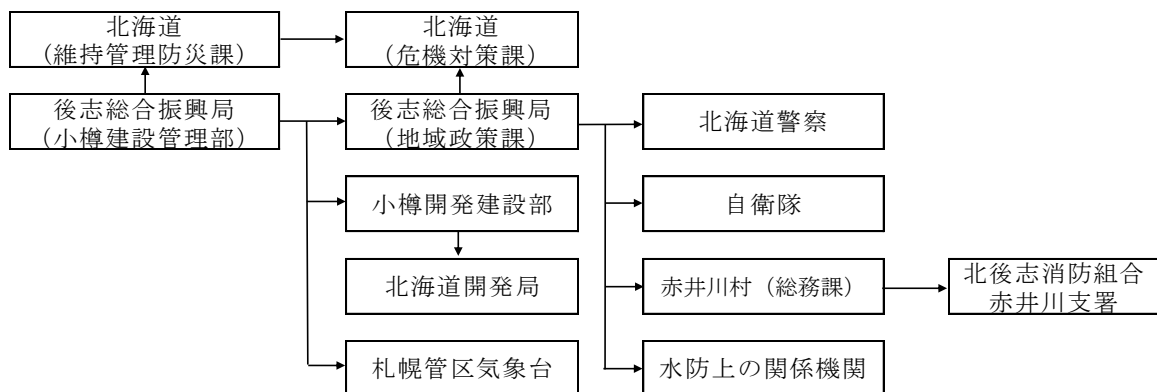 北海道
(維持管理防災課)
北海道
(危機対策課)
後志総合振興局
(小樽建設管理部)
後志総合振興局
(地域政策課)
北海道警察
小樽開発建設部
自衛隊
北海道開発局
赤井川村（総務課）
北後志消防組合
赤井川支署
札幌管区気象台
水防上の関係機関